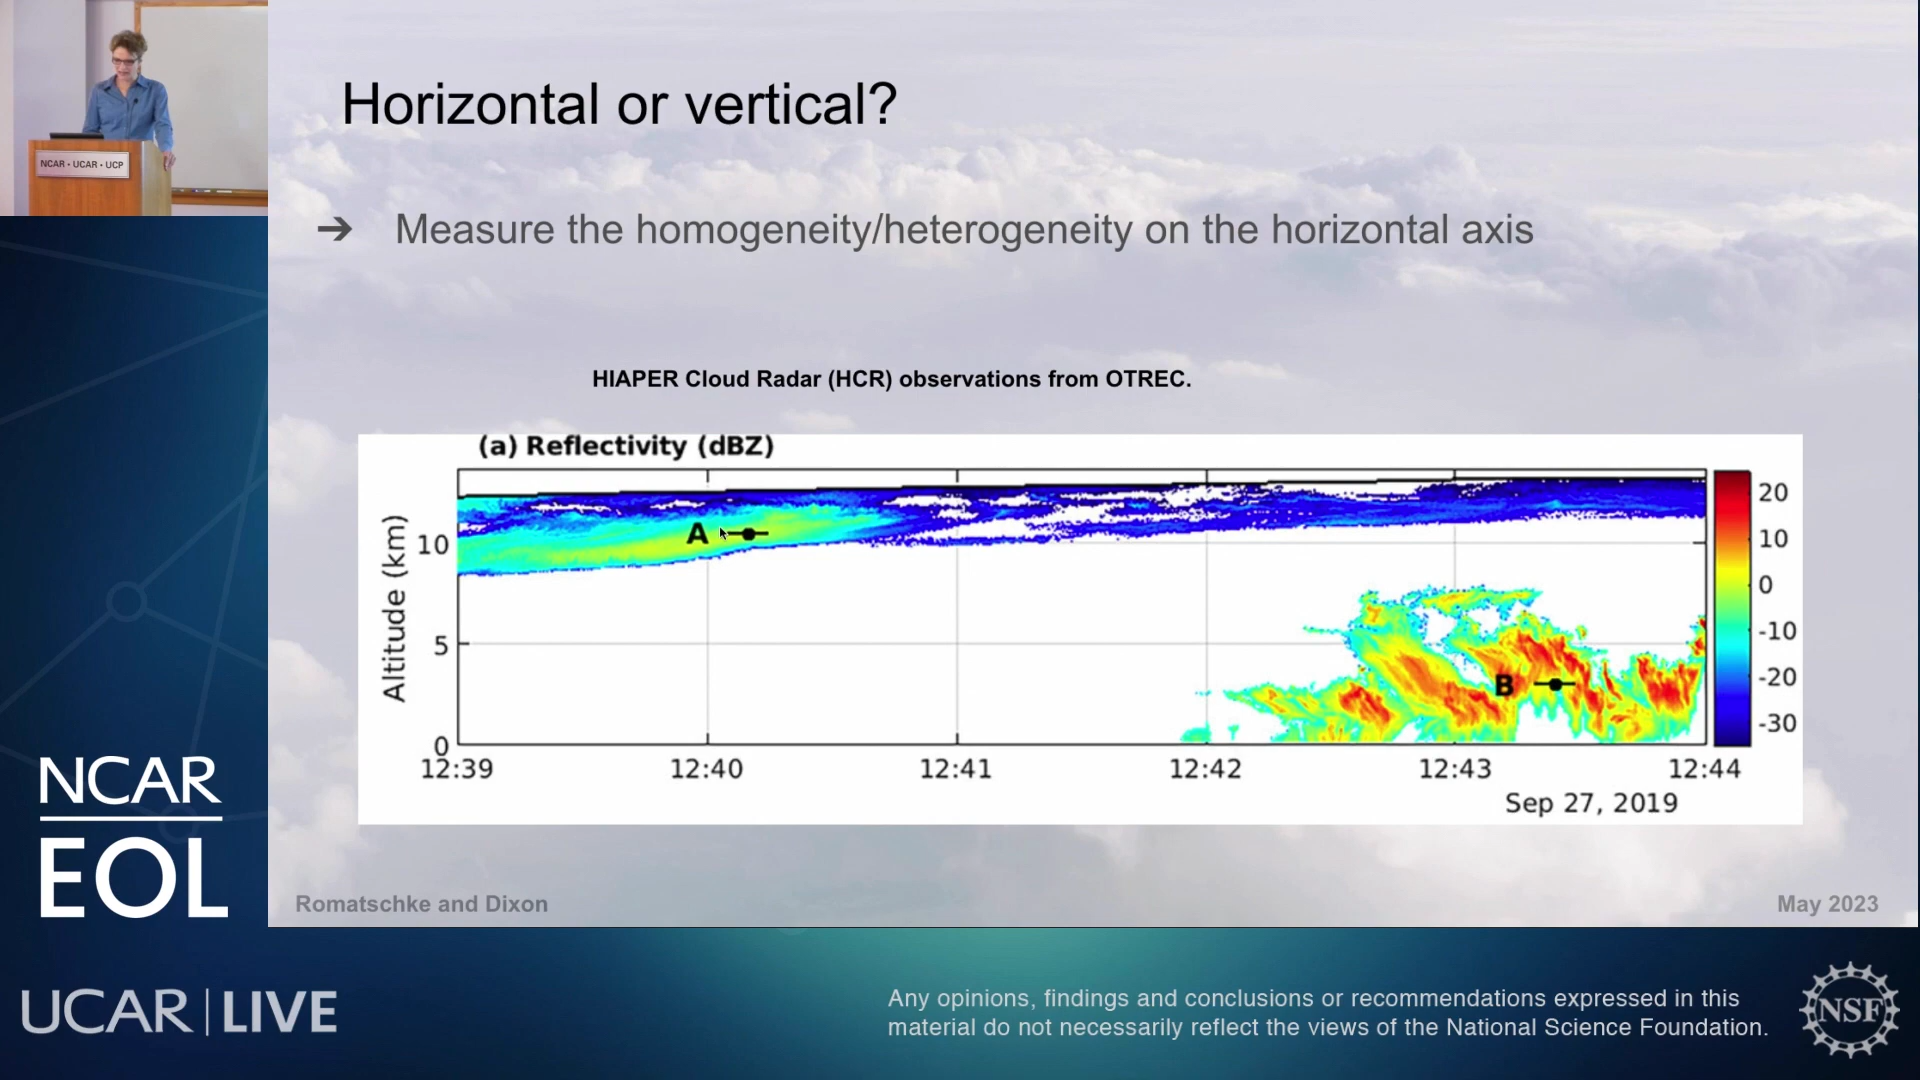 NCAR • UCAR • UCP
Horizontal or vertical?
➔ Measure the homogeneity/heterogeneity on the horizontal axis
HIAPER Cloud Radar (HCR) observations from OTREC.
(a) Reflectivity (dBZ)
Altitude (km)
10
5
0
A
B
20
10
0
-10
-20
-30
12:39 12:40 12:41 12:42 12:43 12:44
Sep 27, 2019
Romatschke and Dixon
May 2023
NCAR
EOL
UCAR | LIVE
Any opinions, findings and conclusions or recommendations expressed in this
material do not necessarily reflect the views of the National Science Foundation.
NSF